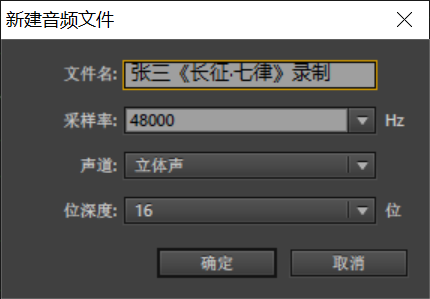 新建音频文件
文件名: 张三《长征·七律》录制
采样率: 48000 Hz
声道: 立体声
位深度: 16 位
确定 取消